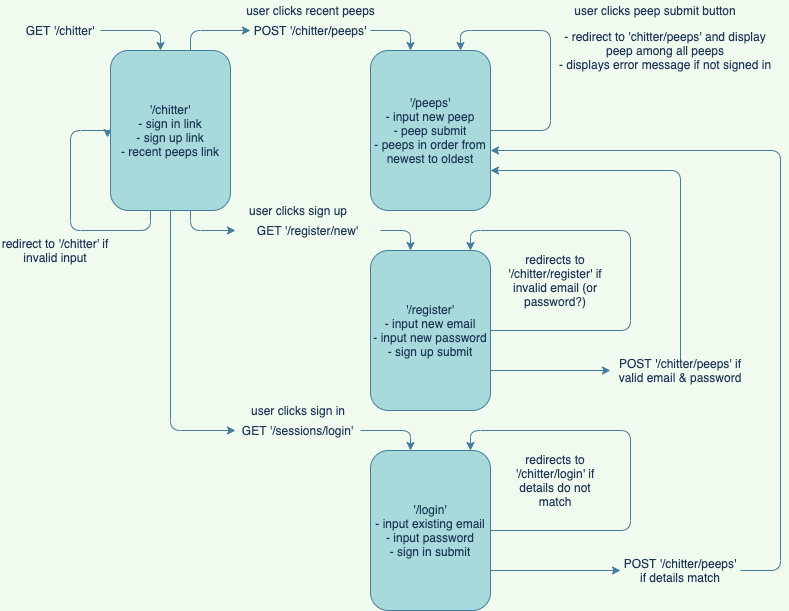 user clicks recent peeps
GET '/chitter'
POST '/chitter/peeps'
user clicks peep submit button
- redirect to 'chitter/peeps' and display
peep among all peeps
- displays error message if not signed in
'/chitter'
- sign in link
- sign up link
- recent peeps link
'/peeps'
- input new peep
- peep submit
- peeps in order from
newest to oldest
redirect to '/chitter' if
invalid input
user clicks sign up
GET '/register/new'
'/register'
- input new email
- input new password
- sign up submit
redirects to
'/chitter/register' if
invalid email (or
password?)
POST '/chitter/peeps' if
valid email & password
user clicks sign in
GET '/sessions/login'
'/login'
- input existing email
- input password
- sign in submit
redirects to
'/chitter/login' if
details do not
match
POST '/chitter/peeps'
if details match